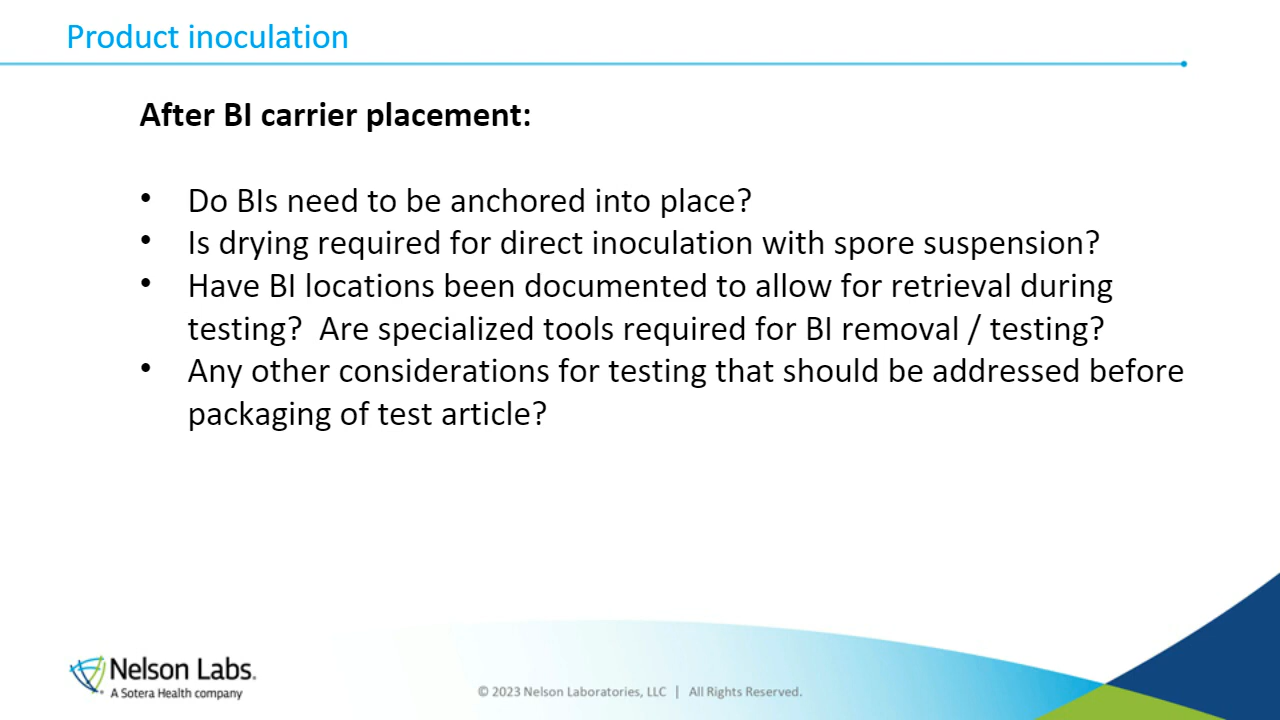 Product inoculation
After BI carrier placement:
• Do BIs need to be anchored into place?
• Is drying required for direct inoculation with spore suspension?
• Have BI locations been documented to allow for retrieval during
testing?  Are specialized tools required for BI removal / testing?
• Any other considerations for testing that should be addressed before
packaging of test article?
Nelson Labs.
A Sotera Health company
© 2023 Nelson Laboratories, LLC | All Rights Reserved.